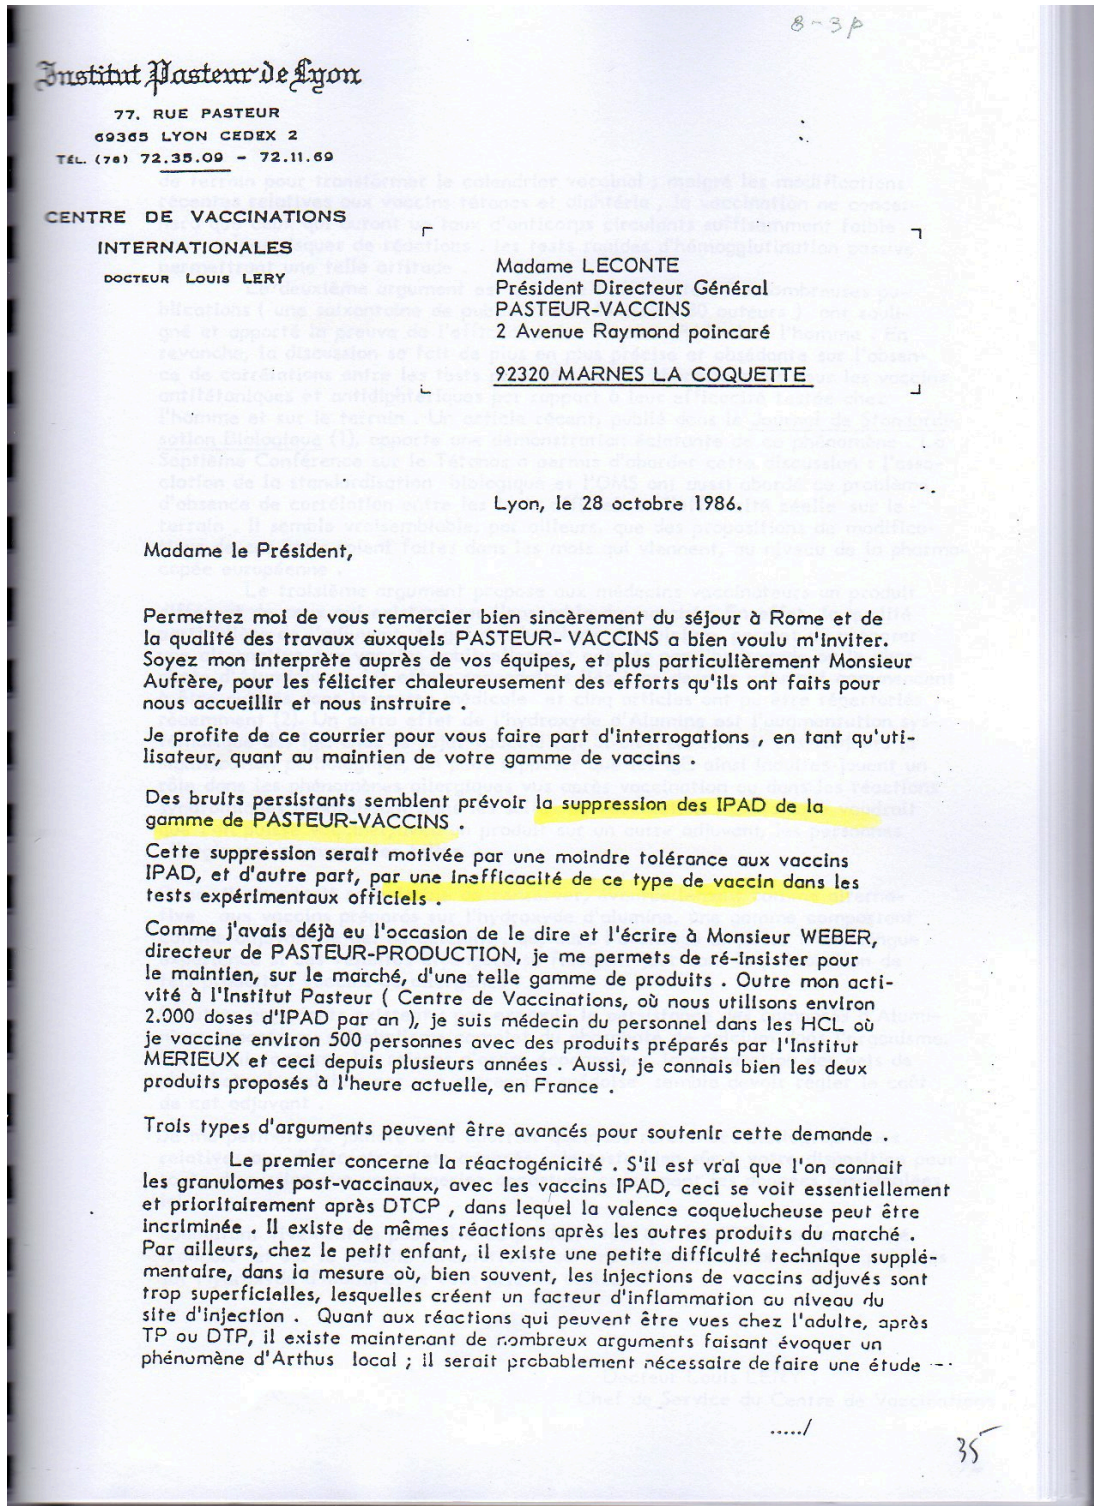 8-3p
Institut Pasteur de Lyon
77. RUE PASTEUR
69365 LYON CEDEX 2
TÉL. (78) 72.35.09 - 72.11.69
CENTRE DE VACCINATIONS
INTERNATIONALES
DOCTEUR LOUIS LERY
Madame LECONTE
Président Directeur Général
PASTEUR-VACCINS
2 Avenue Raymond poincaré
92320 MARNES LA COQUETTE
Lyon, le 28 octobre 1986.
Madame le Président,
Permettez moi de vous remercier bien sincèrement du séjour à Rome et de
la qualité des travaux auxquels PASTEUR- VACCINS a bien voulu m'inviter.
Soyez mon interprète auprès de vos équipes, et plus particulièrement Monsieur
Aufrère, pour les féliciter chaleureusement des efforts qu'ils ont faits pour
nous accueillir et nous instruire .
Je profite de ce courrier pour vous faire part d'interrogations , en tant qu'uti-
lisateur, quant au maintien de votre gamme de vaccins .
Des bruits persistants semblent prévoir la suppression des IPAD de la
gamme de PASTEUR-VACCINS .
Cette suppression serait motivée par une moindre tolérance aux vaccins
IPAD, et d'autre part, par une inefficacité de ce type de vaccin dans les
tests expérimentaux officiels .
Comme j'avais déjà eu l'occasion de le dire et l'écrire à Monsieur WEBER,
directeur de PASTEUR-PRODUCTION, je me permets de ré-insister pour
le maintien, sur le marché, d'une telle gamme de produits . Outre mon acti-
vité à l'Institut Pasteur ( Centre de Vaccinations, où nous utilisons environ
2.000 doses d'IPAD par an ), je suis médecin du personnel dans les HCL où
je vaccine environ 500 personnes avec des produits préparés par l'Institut
MERIEUX et ceci depuis plusieurs années . Aussi, je connais bien les deux
produits proposés à l'heure actuelle, en France .
Trois types d'arguments peuvent être avancés pour soutenir cette demande .
Le premier concerne la réactogénicité . S'il est vrai que l'on connait
les granulomes post-vaccinaux, avec les vaccins IPAD, ceci se voit essentiellement
et prioritairement après DTCP , dans lequel la valence coquelucheuse peut être
incriminée . Il existe de mêmes réactions après les autres produits du marché .
Par ailleurs, chez le petit enfant, il existe une petite difficulté technique supplé-
mentaire, dans la mesure où, bien souvent, les injections de vaccins adjuvés sont
trop superficielles, lesquelles créent un facteur d'inflammation au niveau du
site d'injection . Quant aux réactions qui peuvent être vues chez l'adulte, après
TP ou DTP, il existe maintenant de nombreux arguments faisant évoquer un
phénomène d'Arthus local ; il serait probablement nécessaire de faire une étude --·
...../
35